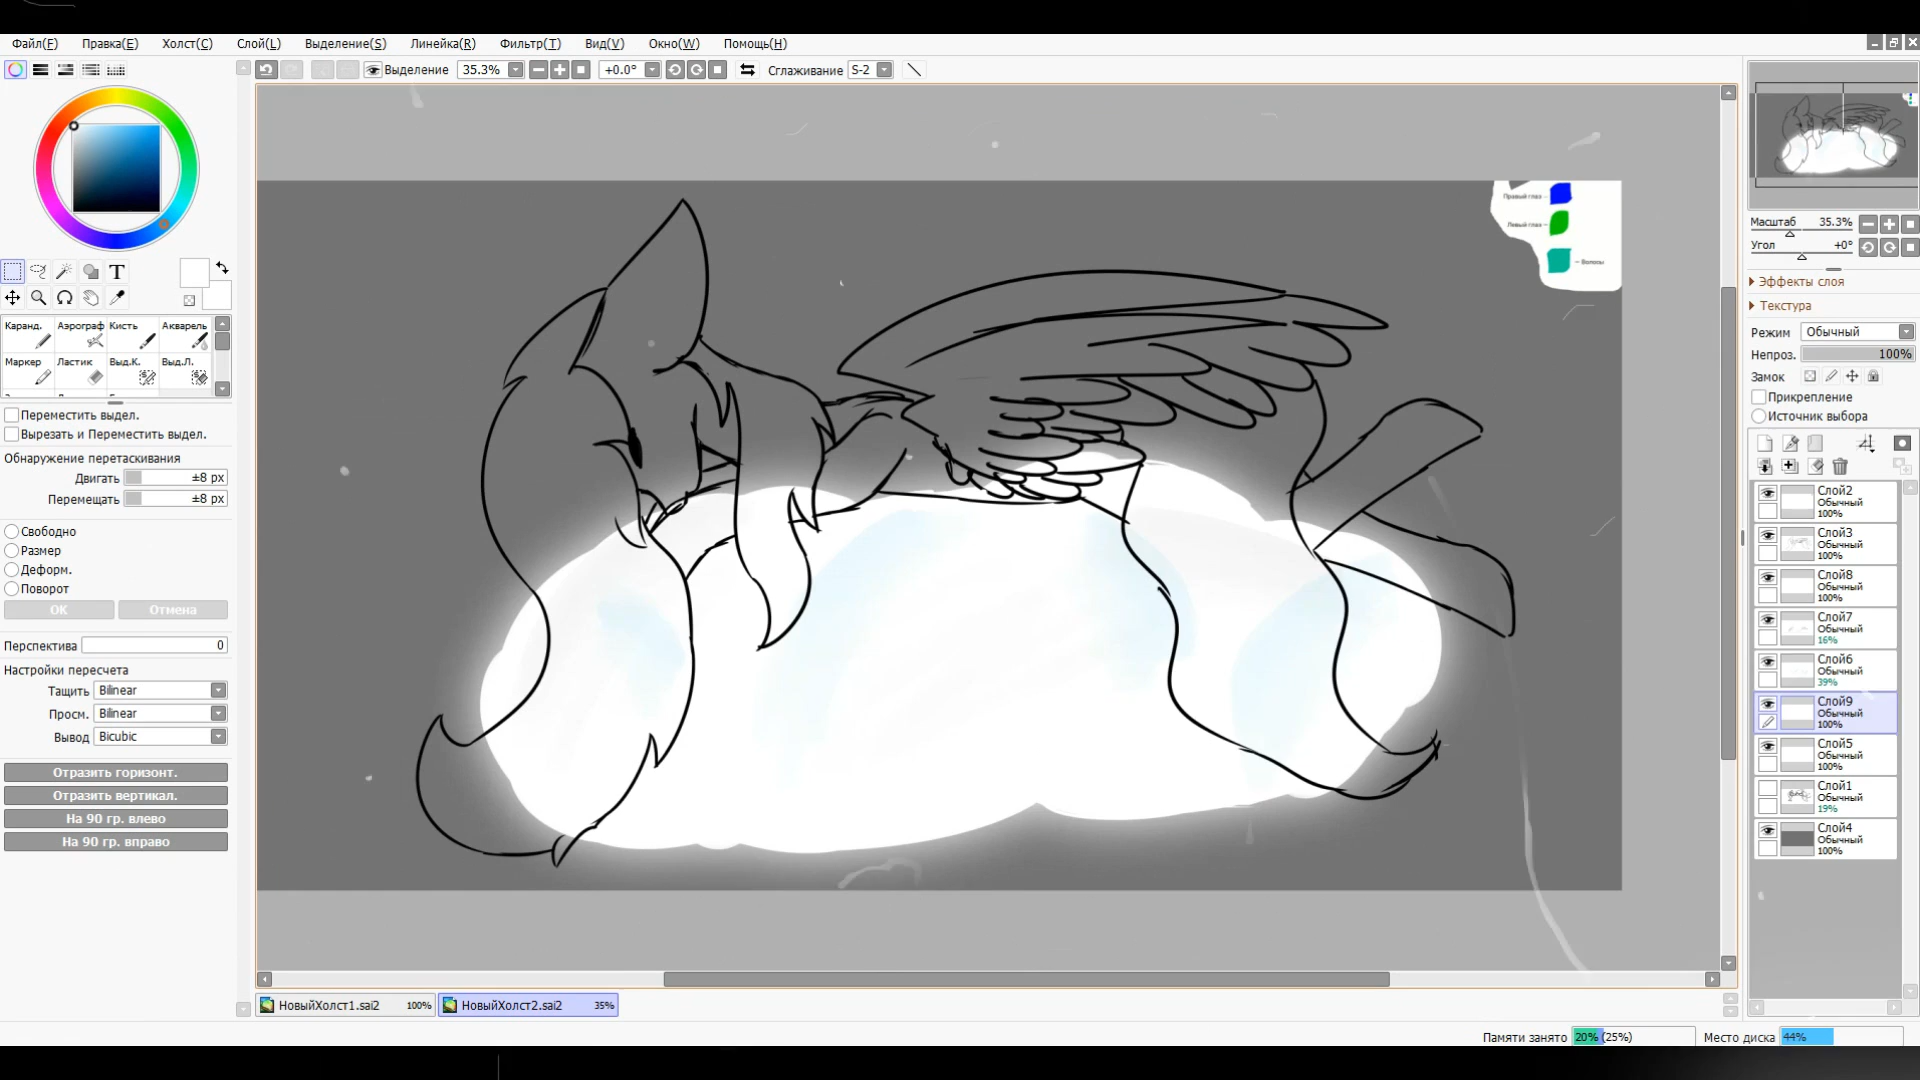 Файл(F) Правка(E) Холст(C) Слой(L) Выделение(S) Линейка(R) Фильтр(T) Вид(V) Окно(W) Помощь(H)
Выделение 35.3% +0.0° Сглаживание S-2
Правый глаз -
Левый глаз -
- Волосы
T
Каранд. Аэрограф Кисть Акварель
Маркер Ластик Выд.К. Выд.Л.
Переместить выдел.
Вырезать и Переместить выдел.
Обнаружение перетаскивания
Двигать ±8 px
Перемещать ±8 px
Свободно
Размер
Деформ.
Поворот
OK Отмена
Перспектива 0
Настройки пересчета
Тащить Bilinear
Просм. Bilinear
Вывод Bicubic
Отразить горизонт.
Отразить вертикал.
На 90 гр. влево
На 90 гр. вправо
Масштаб 35.3%
Угол +0°
Эффекты слоя
Текстура
Режим Обычный
Непроз. 100%
Замок
Прикрепление
Источник выбора
Слой2
Обычный
100%
Слой3
Обычный
100%
Слой8
Обычный
100%
Слой7
Обычный
16%
Слой6
Обычный
39%
Слой9
Обычный
100%
Слой5
Обычный
100%
Слой1
Обычный
19%
Слой4
Обычный
100%
НовыйХолст1.sai2 100% НовыйХолст2.sai2 35%
Памяти занято 20% (25%) Место диска 44%